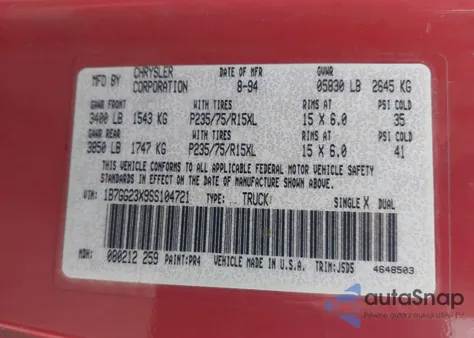 MFD BY CHRYSLER CORPORATION DATE OF MFR 8-94 GVWR 05830 LB 2645 KG
GAWR FRONT WITH TIRES RIMS AT PSI COLD
3400 LB 1543 KG P235/75/R15XL 15 X 6.0 35
GAWR REAR WITH TIRES RIMS AT PSI COLD
3850 LB 1747 KG P235/75/R15XL 15 X 6.0 41
THIS VEHICLE CONFORMS TO ALL APPLICABLE FEDERAL MOTOR VEHICLE SAFETY
STANDARDS IN EFFECT ON THE DATE OF MANUFACTURE SHOWN ABOVE
VIN: 1B7GG23X9SS104721 TYPE: TRUCK SINGLE X DUAL
MDH: 080212 259 PAINT:PR4 VEHICLE MADE IN U.S.A. TRIM:J5D5 4648503
autoSnap